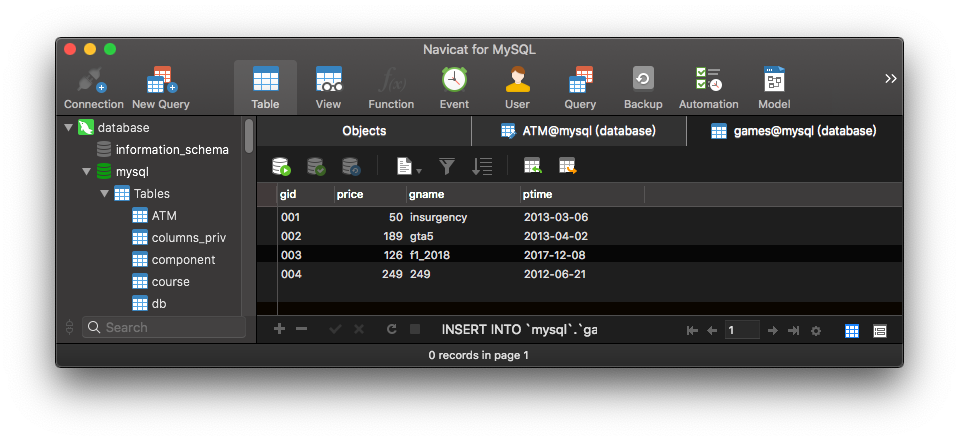 Navicat for MySQL
Connection New Query Table View Function Event User Query Backup Automation Model
f(x)
database
information_schema
mysql
Tables
ATM
columns_priv
component
course
db
Search
Objects ATM@mysql (database) games@mysql (database)
gid price gname ptime
001 50 insurgency 2013-03-06
002 189 gta5 2013-04-02
003 126 f1_2018 2017-12-08
004 249 249 2012-06-21
INSERT INTO `mysql`.`ga
1
0 records in page 1